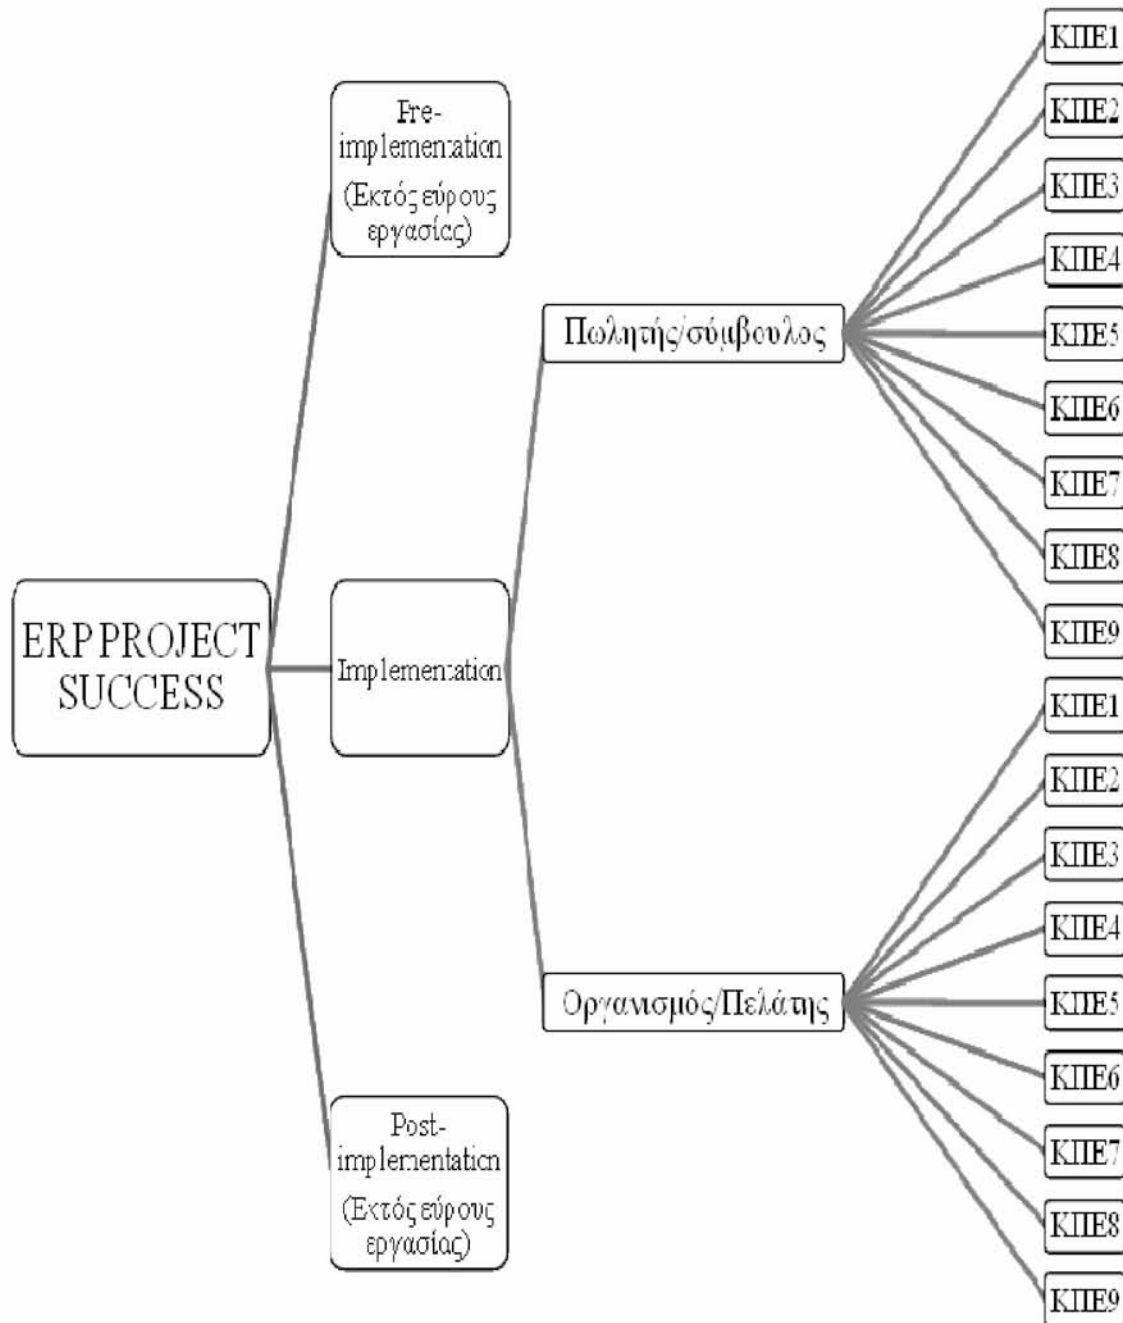 ERP PROJECT
SUCCESS
Pre-
implementation
(Εκτός εύρους
εργασίας)
Implementation
Post-
implementation
(Εκτός εύρους
εργασίας)
Πωλητής/σύμβουλος
Οργανισμός/Πελάτης
ΚΠΕ1
ΚΠΕ2
ΚΠΕ3
ΚΠΕ4
ΚΠΕ5
ΚΠΕ6
ΚΠΕ7
ΚΠΕ8
ΚΠΕ9
ΚΠΕ1
ΚΠΕ2
ΚΠΕ3
ΚΠΕ4
ΚΠΕ5
ΚΠΕ6
ΚΠΕ7
ΚΠΕ8
ΚΠΕ9